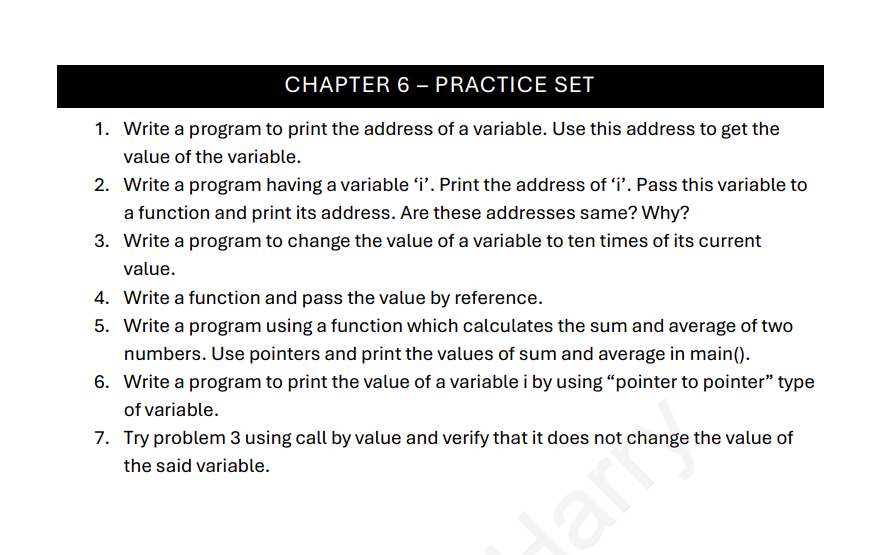 CHAPTER 6 – PRACTICE SET
1. Write a program to print the address of a variable. Use this address to get the
value of the variable.
2. Write a program having a variable ‘i’. Print the address of ‘i’. Pass this variable to
a function and print its address. Are these addresses same? Why?
3. Write a program to change the value of a variable to ten times of its current
value.
4. Write a function and pass the value by reference.
5. Write a program using a function which calculates the sum and average of two
numbers. Use pointers and print the values of sum and average in main().
6. Write a program to print the value of a variable i by using “pointer to pointer” type
of variable.
7. Try problem 3 using call by value and verify that it does not change the value of
the said variable.
Harry